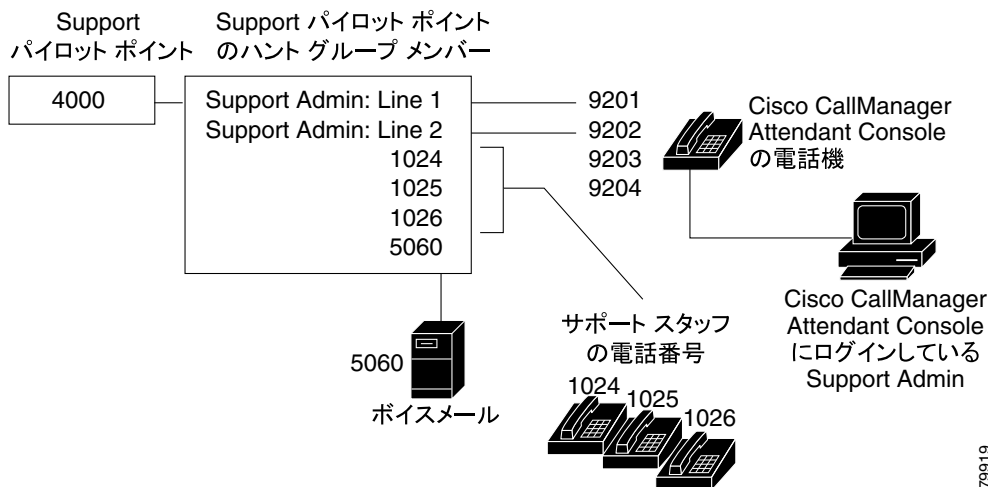 Support
パイロット ポイント
Support パイロット ポイント
のハント グループ メンバー
4000
Support Admin: Line 1
Support Admin: Line 2
1024
1025
1026
5060
9201
9202
9203
9204
Cisco CallManager
Attendant Console
の電話機
Cisco CallManager
Attendant Console
にログインしている
Support Admin
サポート スタッフ
の電話番号
1024
1025
1026
5060
ボイスメール
79919